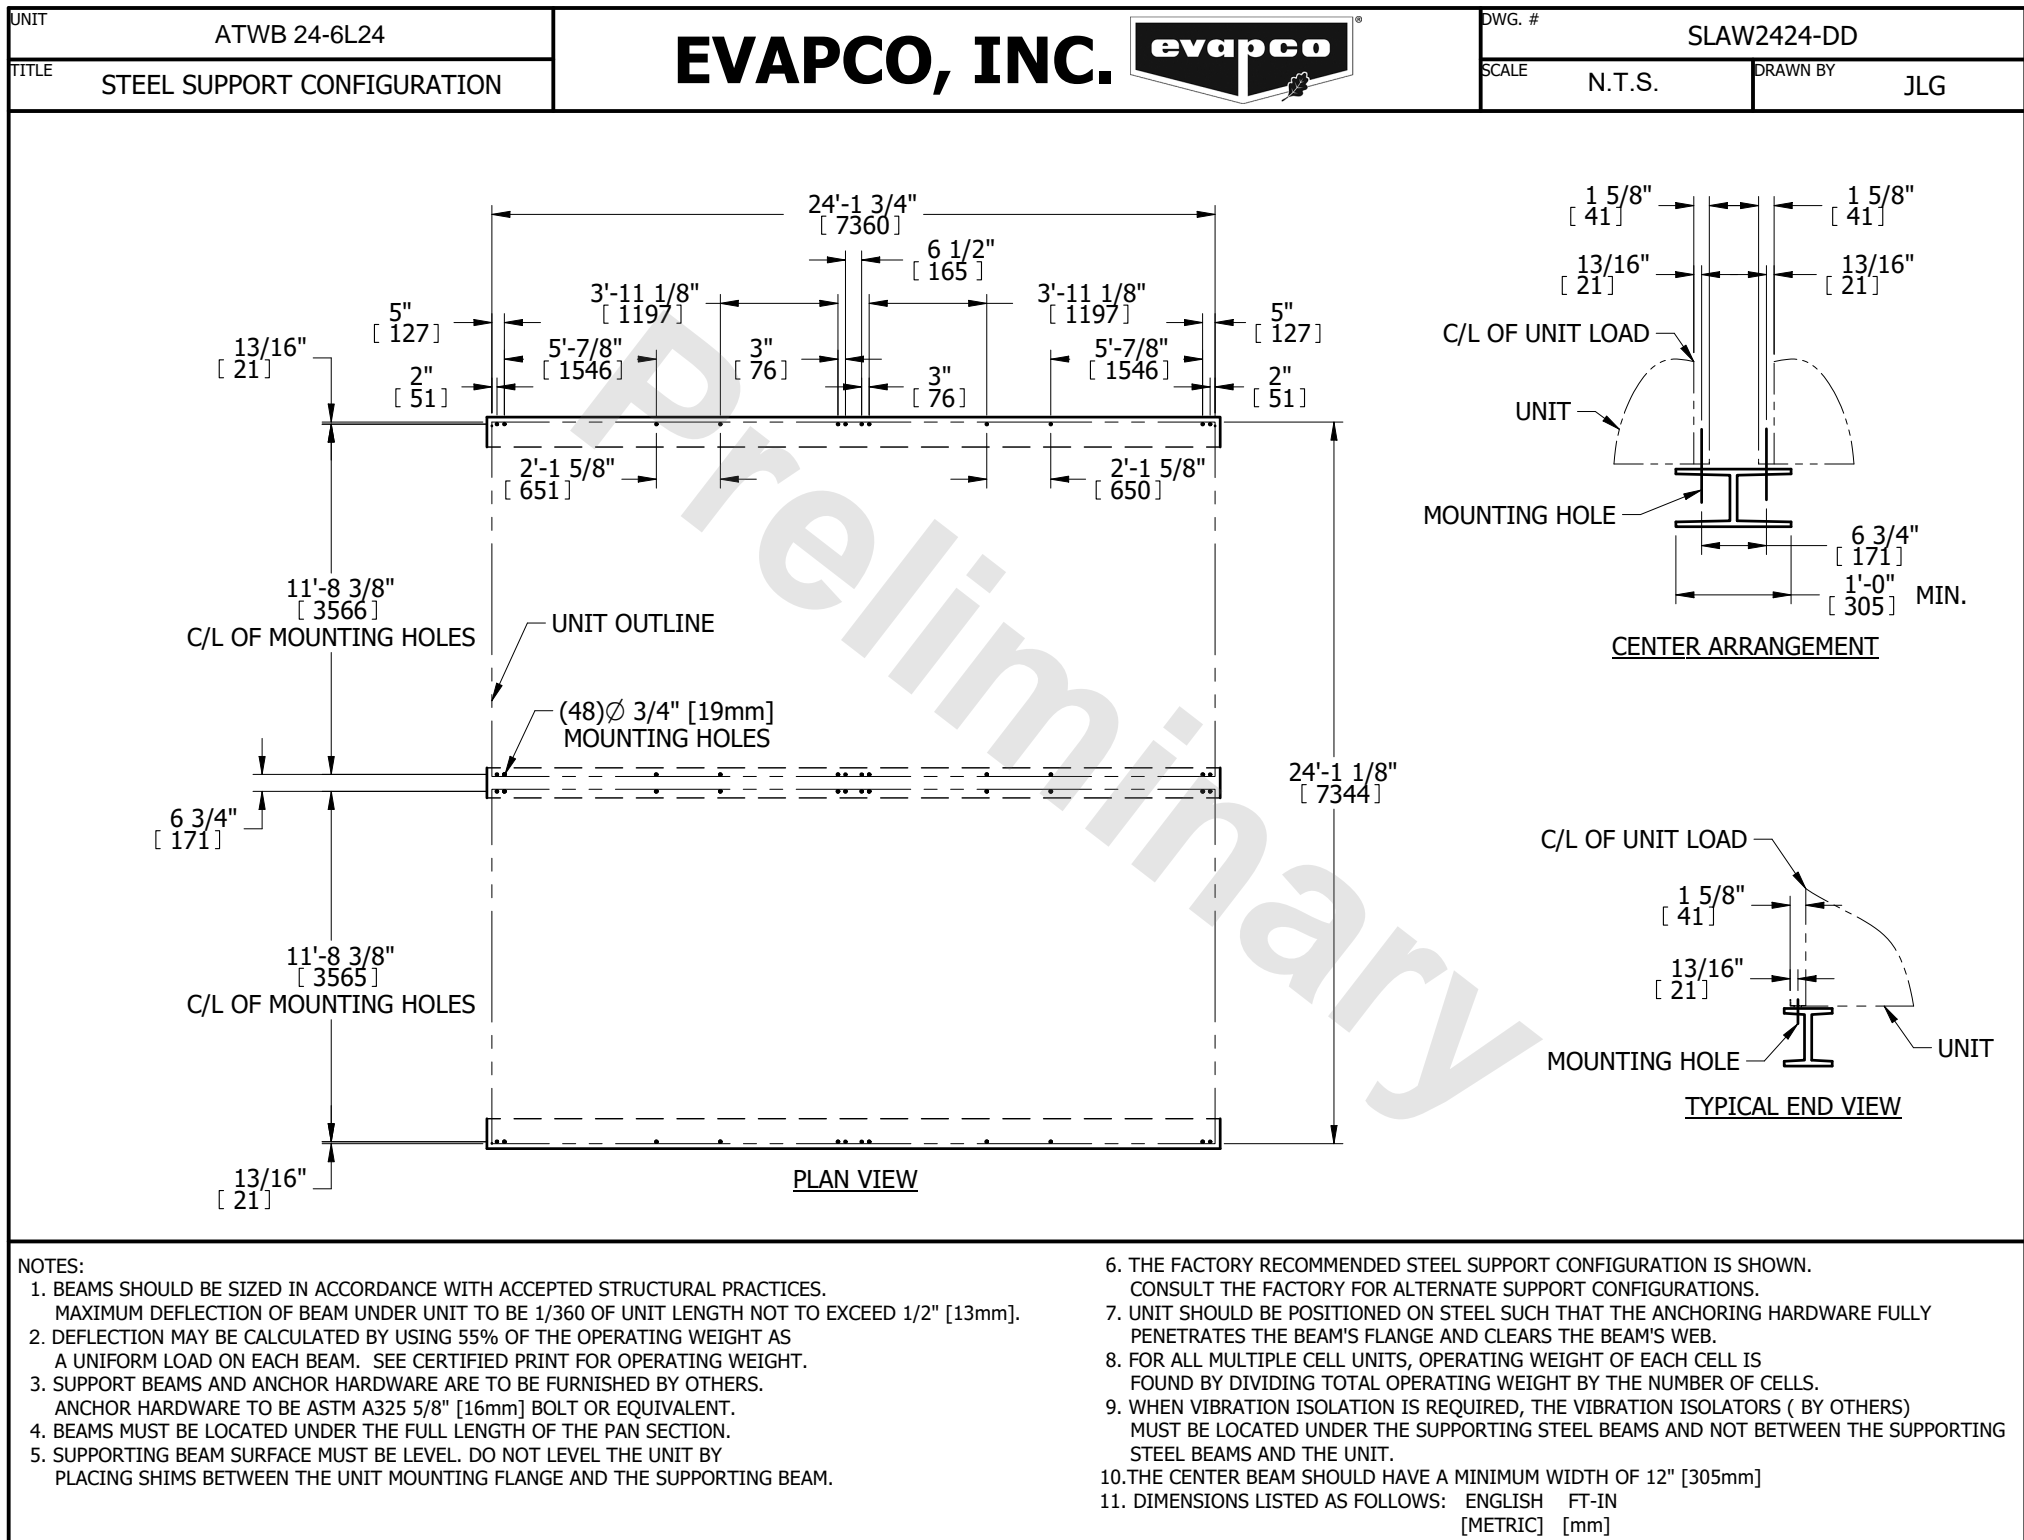 UNIT
ATWB 24-6L24
TITLE
STEEL SUPPORT CONFIGURATION
EVAPCO, INC.
evapco
®
DWG. #
SLAW2424-DD
SCALE
N.T.S.
DRAWN BY
JLG
24'-1 3/4"
[ 7360 ]
6 1/2"
[ 165 ]
3'-11 1/8"
[ 1197 ]
3'-11 1/8"
[ 1197 ]
5"
[ 127 ]
5"
[ 127 ]
13/16"
[ 21 ]
5'-7/8"
[ 1546 ]
3"
[ 76 ]
5'-7/8"
[ 1546 ]
2"
[ 51 ]
3"
[ 76 ]
2"
[ 51 ]
2'-1 5/8"
[ 651 ]
2'-1 5/8"
[ 650 ]
11'-8 3/8"
[ 3566 ]
C/L OF MOUNTING HOLES
UNIT OUTLINE
(48)∅ 3/4" [19mm]
MOUNTING HOLES
6 3/4"
[ 171 ]
24'-1 1/8"
[ 7344 ]
11'-8 3/8"
[ 3565 ]
C/L OF MOUNTING HOLES
13/16"
[ 21 ]
PLAN VIEW
Preliminary
1 5/8"
[ 41 ]
1 5/8"
[ 41 ]
13/16"
[ 21 ]
13/16"
[ 21 ]
C/L OF UNIT LOAD
UNIT
MOUNTING HOLE
6 3/4"
[ 171 ]
1'-0"
[ 305 ] MIN.
CENTER ARRANGEMENT
C/L OF UNIT LOAD
1 5/8"
[ 41 ]
13/16"
[ 21 ]
MOUNTING HOLE
UNIT
TYPICAL END VIEW
NOTES:
1. BEAMS SHOULD BE SIZED IN ACCORDANCE WITH ACCEPTED STRUCTURAL PRACTICES.
MAXIMUM DEFLECTION OF BEAM UNDER UNIT TO BE 1/360 OF UNIT LENGTH NOT TO EXCEED 1/2" [13mm].
2. DEFLECTION MAY BE CALCULATED BY USING 55% OF THE OPERATING WEIGHT AS
A UNIFORM LOAD ON EACH BEAM. SEE CERTIFIED PRINT FOR OPERATING WEIGHT.
3. SUPPORT BEAMS AND ANCHOR HARDWARE ARE TO BE FURNISHED BY OTHERS.
ANCHOR HARDWARE TO BE ASTM A325 5/8" [16mm] BOLT OR EQUIVALENT.
4. BEAMS MUST BE LOCATED UNDER THE FULL LENGTH OF THE PAN SECTION.
5. SUPPORTING BEAM SURFACE MUST BE LEVEL. DO NOT LEVEL THE UNIT BY
PLACING SHIMS BETWEEN THE UNIT MOUNTING FLANGE AND THE SUPPORTING BEAM.
6. THE FACTORY RECOMMENDED STEEL SUPPORT CONFIGURATION IS SHOWN.
CONSULT THE FACTORY FOR ALTERNATE SUPPORT CONFIGURATIONS.
7. UNIT SHOULD BE POSITIONED ON STEEL SUCH THAT THE ANCHORING HARDWARE FULLY
PENETRATES THE BEAM'S FLANGE AND CLEARS THE BEAM'S WEB.
8. FOR ALL MULTIPLE CELL UNITS, OPERATING WEIGHT OF EACH CELL IS
FOUND BY DIVIDING TOTAL OPERATING WEIGHT BY THE NUMBER OF CELLS.
9. WHEN VIBRATION ISOLATION IS REQUIRED, THE VIBRATION ISOLATORS ( BY OTHERS)
MUST BE LOCATED UNDER THE SUPPORTING STEEL BEAMS AND NOT BETWEEN THE SUPPORTING
STEEL BEAMS AND THE UNIT.
10.THE CENTER BEAM SHOULD HAVE A MINIMUM WIDTH OF 12" [305mm]
11. DIMENSIONS LISTED AS FOLLOWS: ENGLISH FT-IN
[METRIC] [mm]